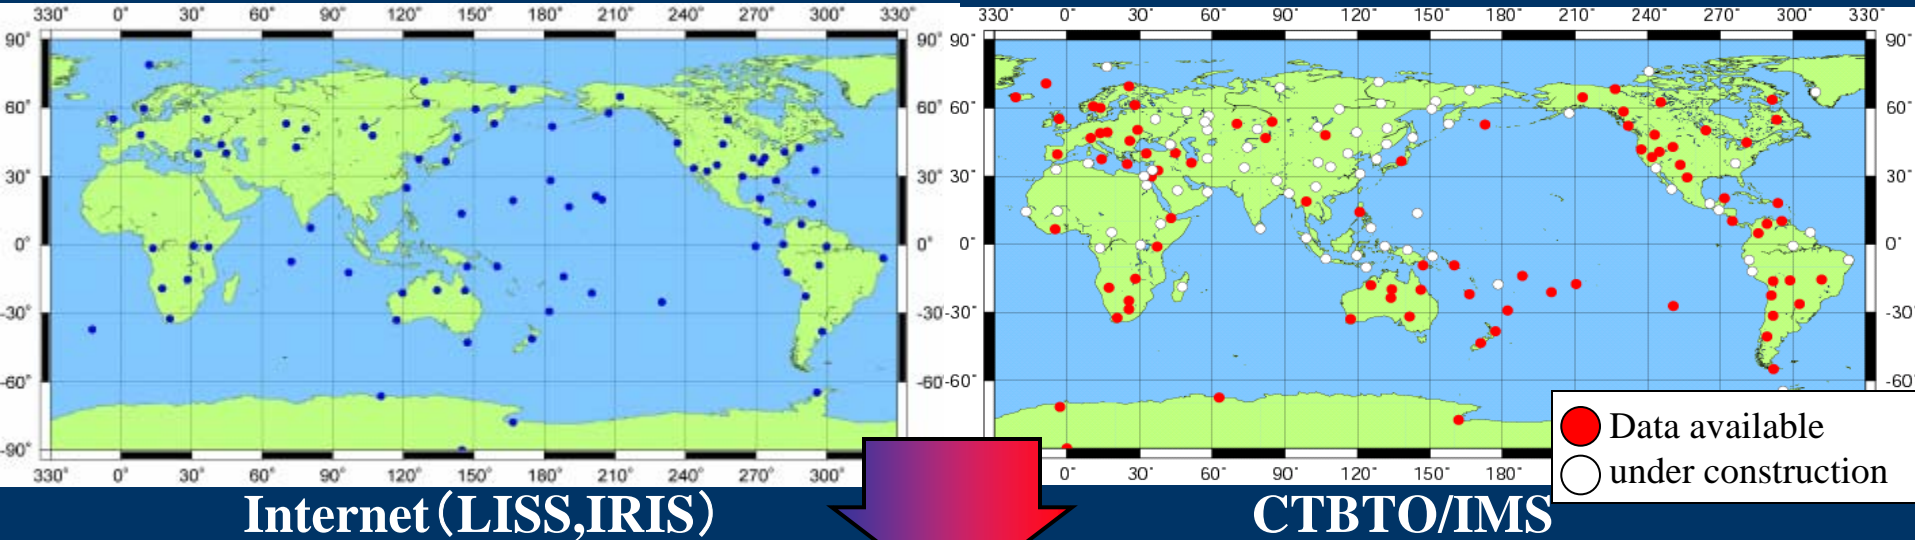 330° 0° 30° 60° 90° 120° 150° 180° 210° 240° 270° 300° 330°
90° 90°
60° 60°
30° 30°
0° 0°
-30° -30°
-60° -60°
-90° -90°
330° 0° 30° 60° 90° 120° 150° 180° 210° 240° 270° 300°
Internet（LISS,IRIS）
330° 0° 30° 60° 90° 120° 150° 180° 210° 240° 270° 300° 330°
90° 90°
60° 60°
30° 30°
0° 0°
-30° -30°
-60° -60°
0° 30° 60° 90° 120° 150° 180°
Data available
under construction
CTBTO/IMS